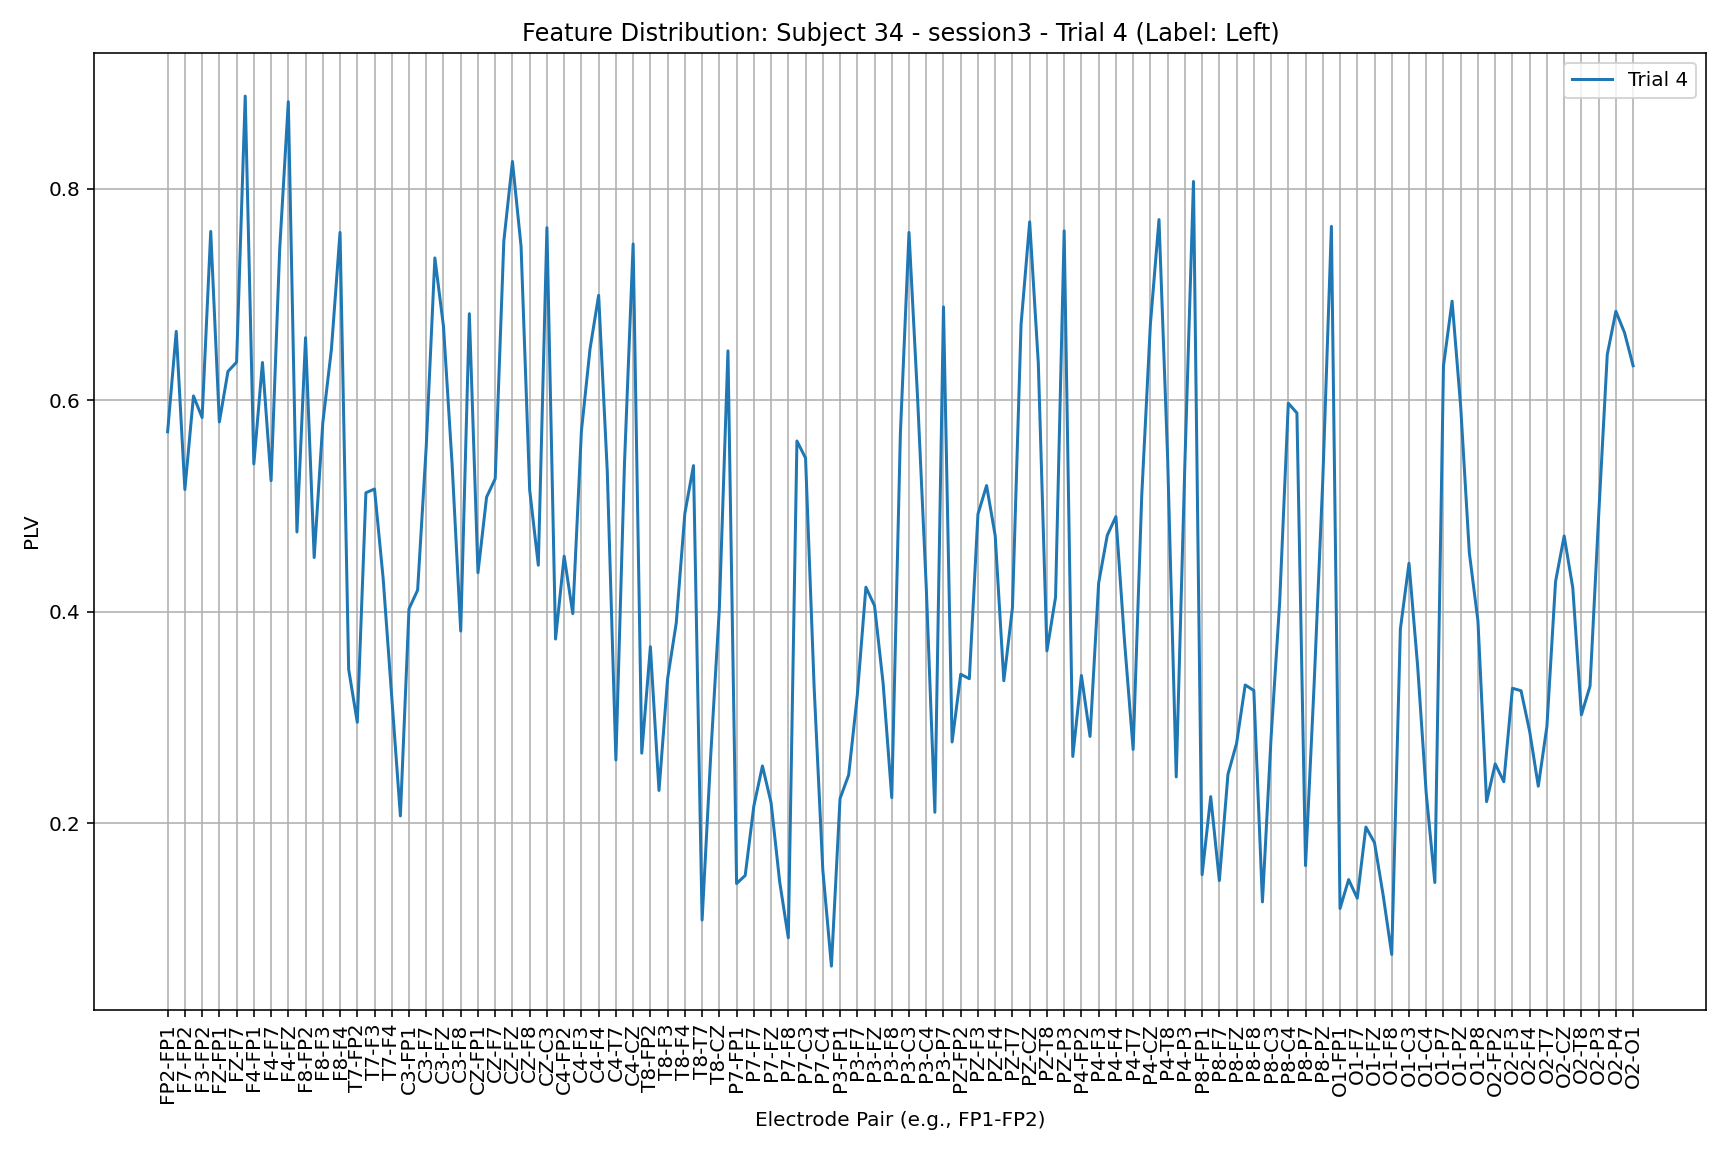 Feature Distribution: Subject 34 - session3 - Trial 4 (Label: Left)
Trial 4
PLV
0.8
0.6
0.4
0.2
FP2-FP1
F7-FP2
F3-FP2
FZ-FP1
FZ-F7
F4-FP1
F4-F7
F4-FZ
F8-FP2
F8-F3
F8-F4
T7-FP2
T7-F3
T7-F4
C3-FP1
C3-F7
C3-FZ
C3-F8
CZ-FP1
CZ-F7
CZ-FZ
CZ-F8
CZ-C3
C4-FP2
C4-F3
C4-F4
C4-T7
C4-CZ
T8-FP2
T8-F3
T8-F4
T8-T7
T8-CZ
P7-FP1
P7-F7
P7-FZ
P7-F8
P7-C3
P7-C4
P3-FP1
P3-F7
P3-FZ
P3-F8
P3-C3
P3-C4
P3-P7
PZ-FP2
PZ-F3
PZ-F4
PZ-T7
PZ-CZ
PZ-T8
PZ-P3
P4-FP2
P4-F3
P4-F4
P4-T7
P4-CZ
P4-T8
P4-P3
P8-FP1
P8-F7
P8-FZ
P8-F8
P8-C3
P8-C4
P8-P7
P8-PZ
O1-FP1
O1-F7
O1-FZ
O1-F8
O1-C3
O1-C4
O1-P7
O1-PZ
O1-P8
O2-FP2
O2-F3
O2-F4
O2-T7
O2-CZ
O2-T8
O2-P3
O2-P4
O2-O1
Electrode Pair (e.g., FP1-FP2)